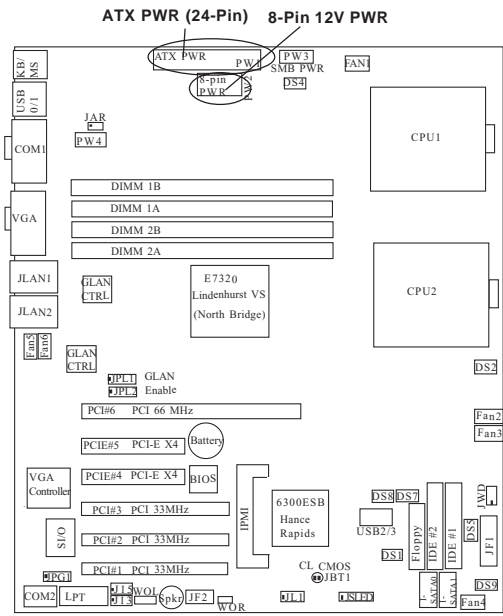 ATX PWR (24-Pin) 8-Pin 12V PWR
KB/
MS
ATX PWR
PW1
PW3
SMB PWR
FAN1
USB
0/1
8-pin
PWR
PW2
DS4
JAR
PW4
COM1
CPU1
DIMM 1B
DIMM 1A
DIMM 2B
DIMM 2A
VGA
JLAN1
JLAN2
GLAN
CTRL
E7320
Lindenhurst VS
(North Bridge)
CPU2
Fan5
Fan6
GLAN
CTRL
JPL1 GLAN
JPL2 Enable
DS2
PCI#6 PCI 66 MHz
Fan2
Fan3
PCIE#5 PCI-E X4
Battery
VGA
Controller
PCIE#4 PCI-E X4
BIOS
IPMI
6300ESB
Hance
Rapids
PCI#3 PCI 33MHz
DS8
DS7
JWD
SI/O
PCI#2 PCI 33MHz
USB2/3
Floppy
IDE #2
IDE #1
DS5
JF1
DS1
PCI#1 PCI 33MHz
CL CMOS
JBT1
JPG1
COM2
LPT
J15
J13
WOL
Spkr
JF2
WOR
JL1
JSLED
I-
SATA0
I-
SATA1
DS9
Fan4